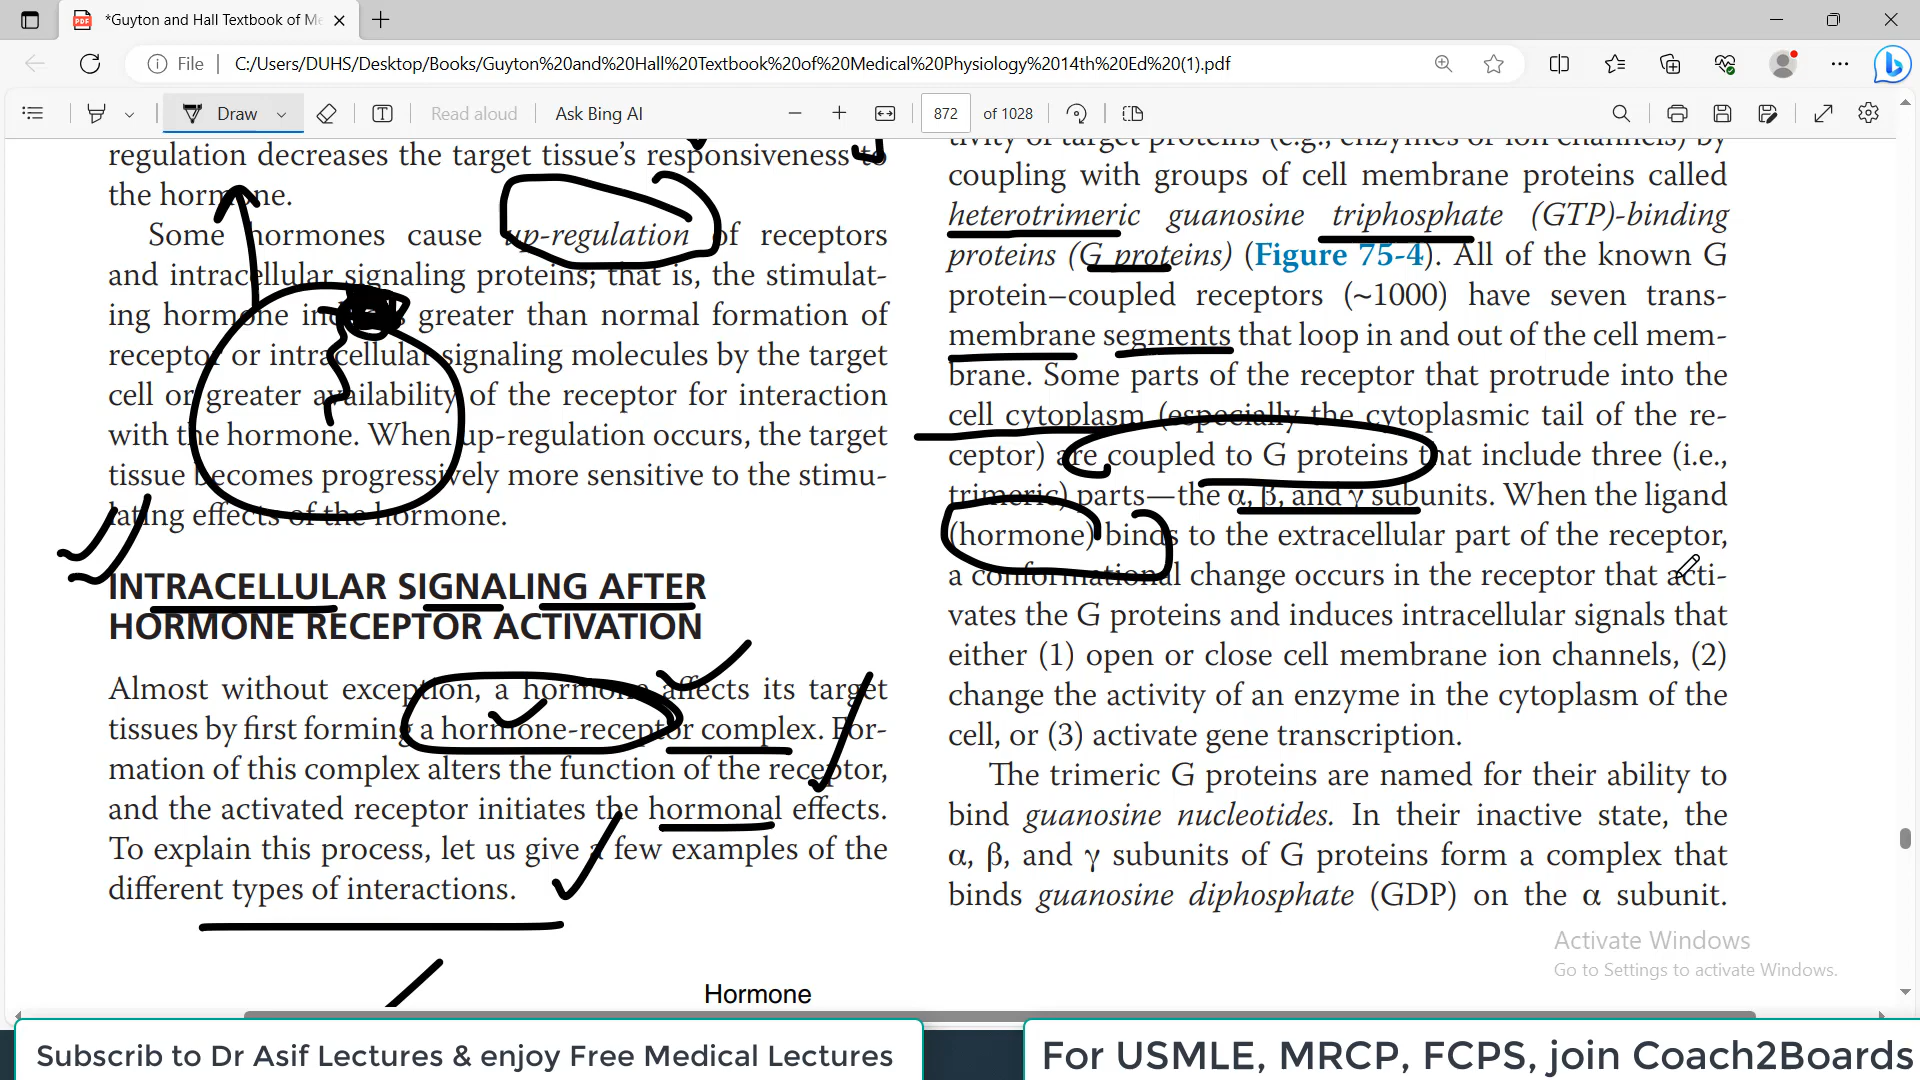 *Guyton and Hall Textbook of Me
File
C:/Users/DUHS/Desktop/Books/Guyton%20and%20Hall%20Textbook%20of%20Medical%20Physiology%2014th%20Ed%20(1).pdf
Draw
Read aloud
Ask Bing AI
872 of 1028
regulation decreases the target tissue's responsiveness to
the hormone.
Some hormones cause up-regulation of receptors
and intracellular signaling proteins; that is, the stimulat-
ing hormone induces greater than normal formation of
receptor or intracellular signaling molecules by the target
cell or greater availability of the receptor for interaction
with the hormone. When up-regulation occurs, the target
tissue becomes progressively more sensitive to the stimu-
lating effects of the hormone.
INTRACELLULAR SIGNALING AFTER
HORMONE RECEPTOR ACTIVATION
Almost without exception, a hormone affects its target
tissues by first forming a hormone-receptor complex. For-
mation of this complex alters the function of the receptor,
and the activated receptor initiates the hormonal effects.
To explain this process, let us give a few examples of the
different types of interactions.
Hormone
tivity of target proteins (e.g., enzymes or ion channels) by
coupling with groups of cell membrane proteins called
heterotrimeric guanosine triphosphate (GTP)-binding
proteins (G proteins) (Figure 75-4). All of the known G
protein–coupled receptors (~1000) have seven trans-
membrane segments that loop in and out of the cell mem-
brane. Some parts of the receptor that protrude into the
cell cytoplasm (especially the cytoplasmic tail of the re-
ceptor) are coupled to G proteins that include three (i.e.,
trimeric) parts—the α, β, and γ subunits. When the ligand
(hormone) binds to the extracellular part of the receptor,
a conformational change occurs in the receptor that acti-
vates the G proteins and induces intracellular signals that
either (1) open or close cell membrane ion channels, (2)
change the activity of an enzyme in the cytoplasm of the
cell, or (3) activate gene transcription.
The trimeric G proteins are named for their ability to
bind guanosine nucleotides. In their inactive state, the
α, β, and γ subunits of G proteins form a complex that
binds guanosine diphosphate (GDP) on the α subunit.
Activate Windows
Go to Settings to activate Windows.
Subscrib to Dr Asif Lectures & enjoy Free Medical Lectures
For USMLE, MRCP, FCPS, join Coach2Boards